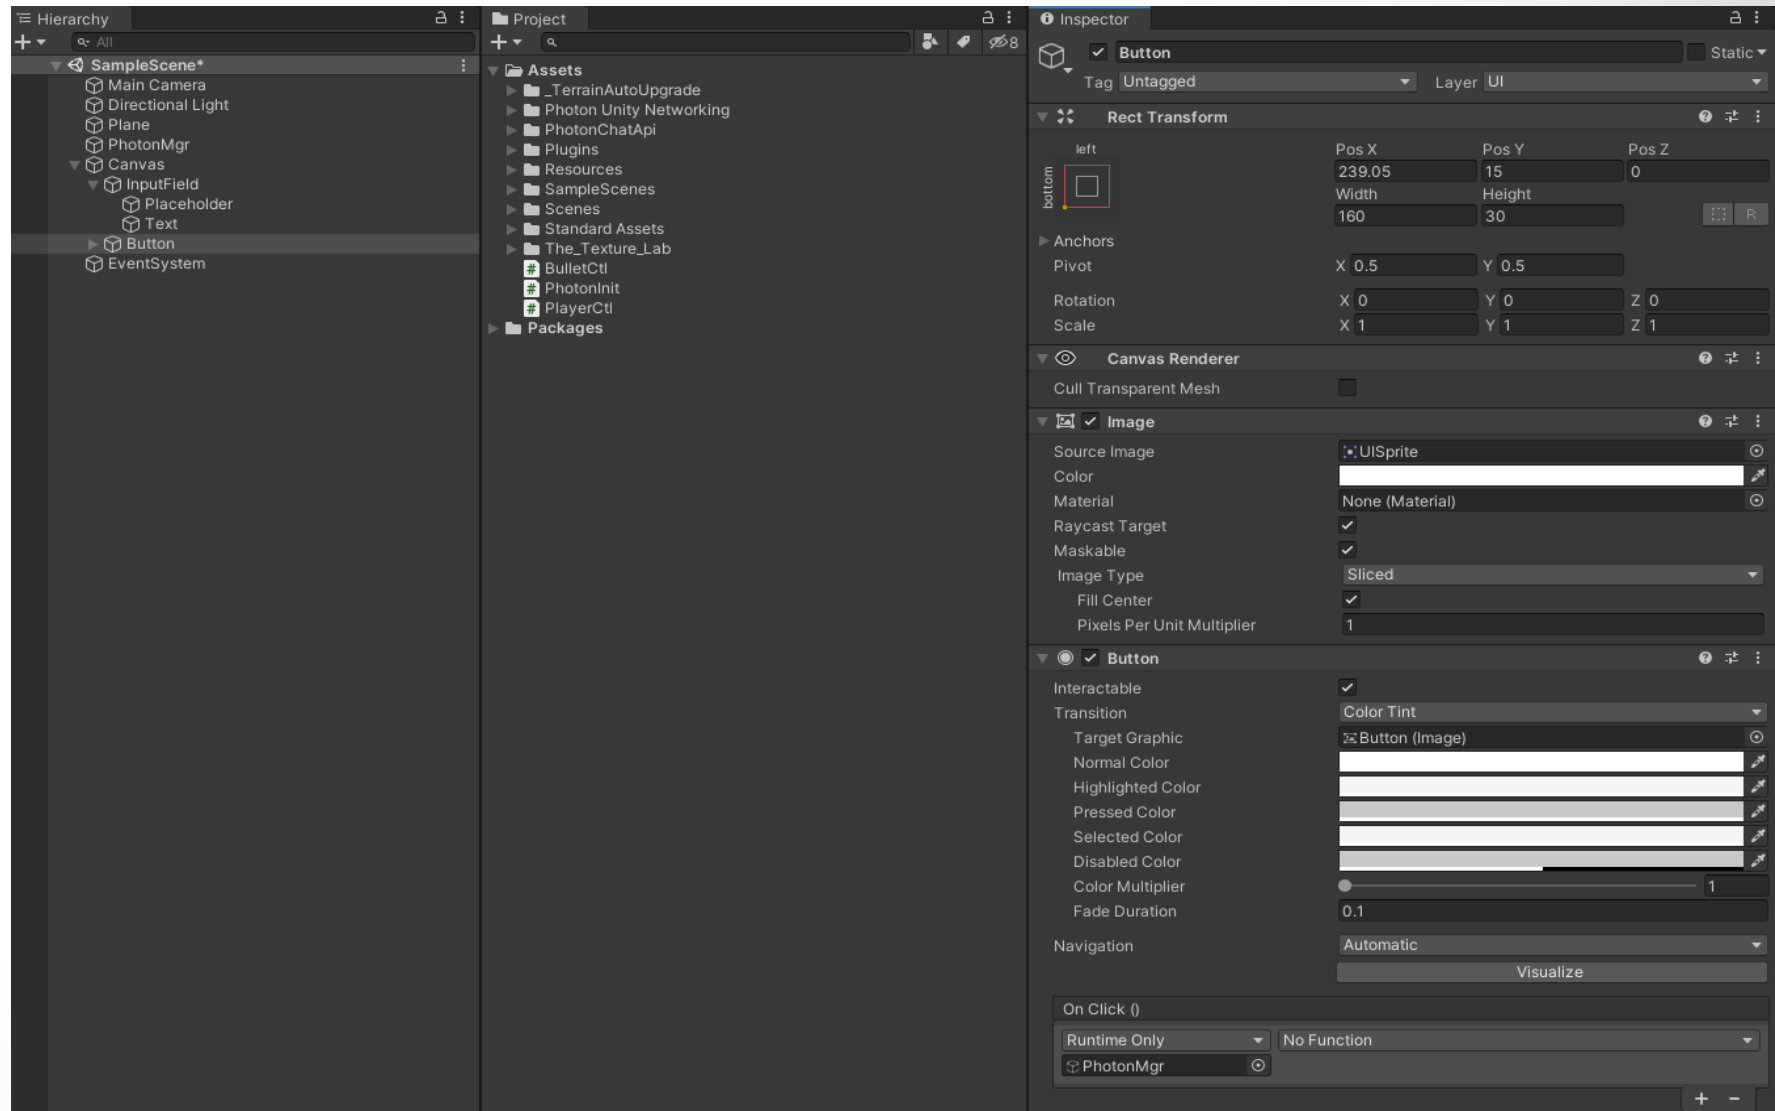 Hierarchy
All
SampleScene*
Main Camera
Directional Light
Plane
PhotonMgr
Canvas
InputField
Placeholder
Text
Button
EventSystem
Project
8
Assets
_TerrainAutoUpgrade
Photon Unity Networking
PhotonChatApi
Plugins
Resources
SampleScenes
Scenes
Standard Assets
The_Texture_Lab
BulletCtl
PhotonInit
PlayerCtl
Packages
Inspector
Button Static
Tag Untagged Layer UI
Rect Transform
left
bottom
Pos X Pos Y Pos Z
239.05 15 0
Width Height
160 30 R
Anchors
Pivot X 0.5 Y 0.5
Rotation X 0 Y 0 Z 0
Scale X 1 Y 1 Z 1
Canvas Renderer
Cull Transparent Mesh
Image
Source Image UISprite
Color
Material None (Material)
Raycast Target
Maskable
Image Type Sliced
Fill Center
Pixels Per Unit Multiplier 1
Button
Interactable
Transition Color Tint
Target Graphic Button (Image)
Normal Color
Highlighted Color
Pressed Color
Selected Color
Disabled Color
Color Multiplier 1
Fade Duration 0.1
Navigation Automatic
Visualize
On Click ()
Runtime Only No Function
PhotonMgr